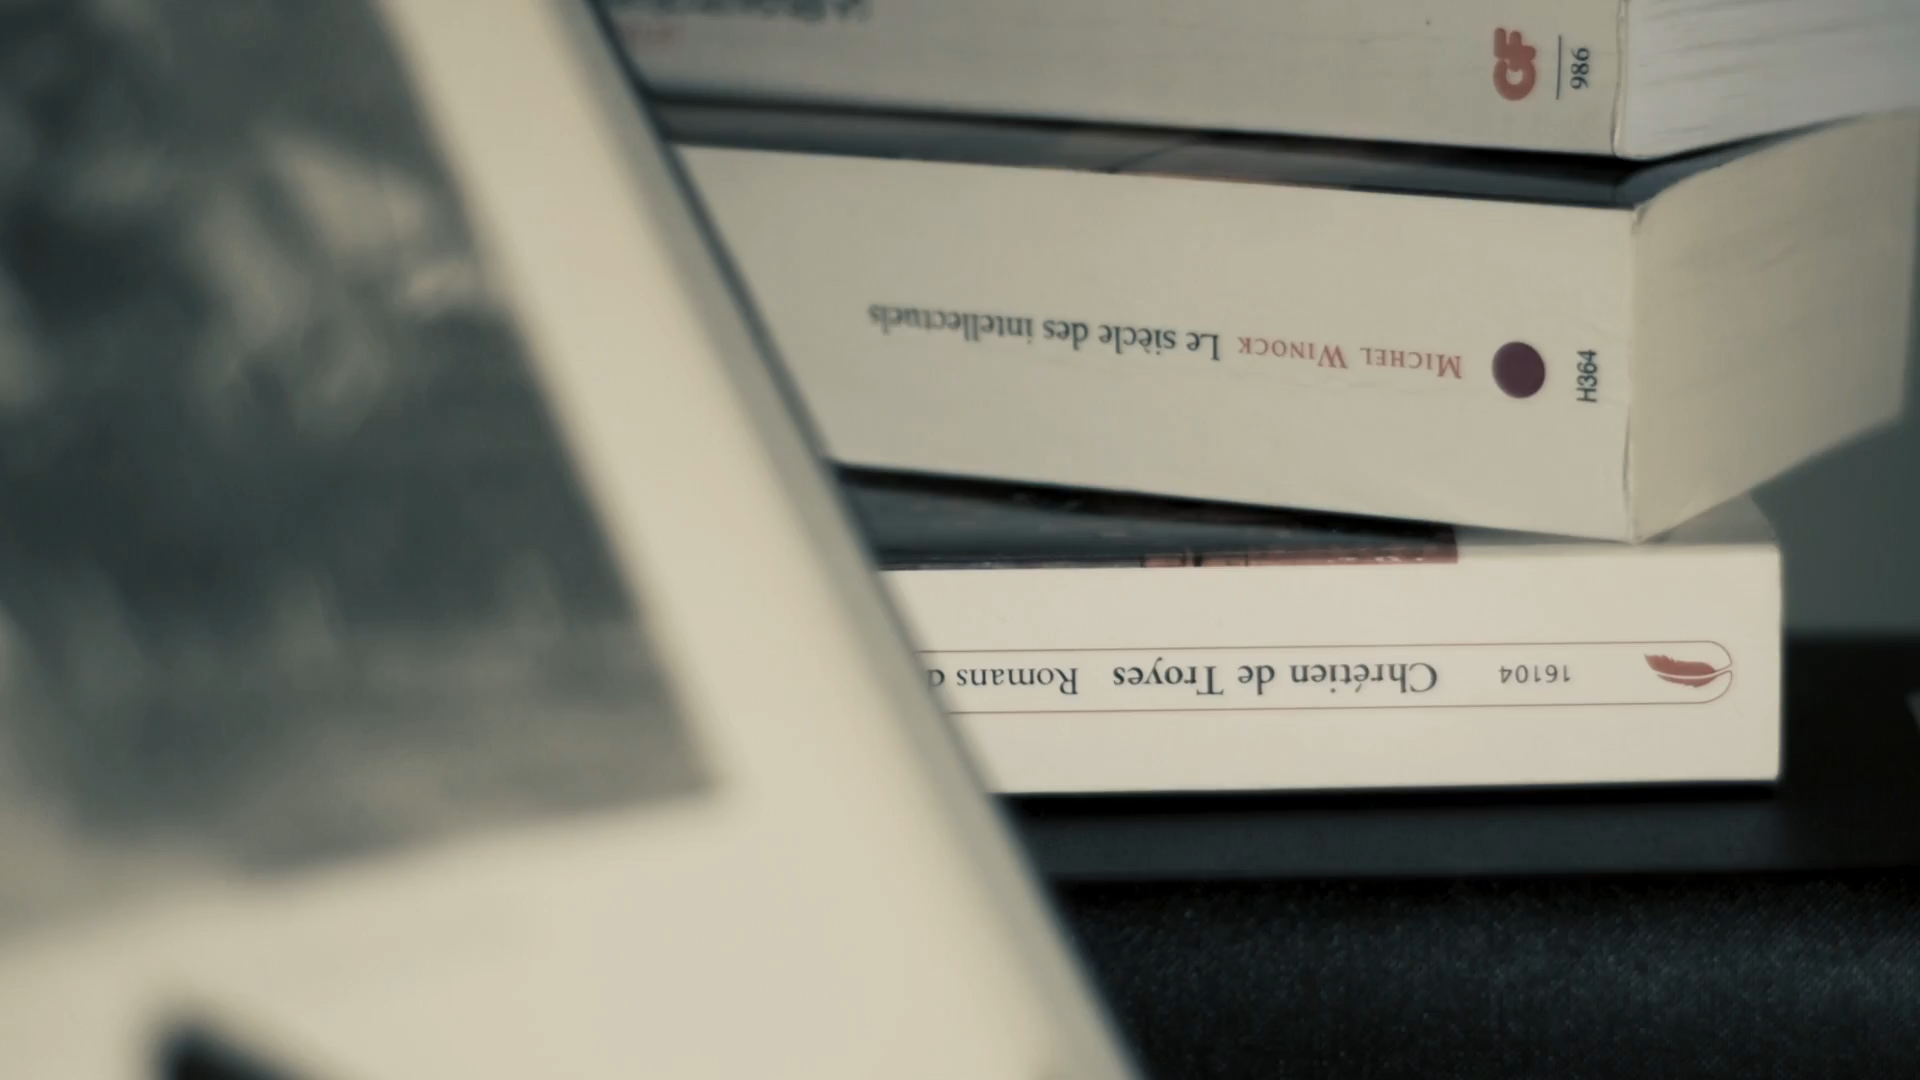 GF
986
MICHEL WINOCK Le siècle des intellectuels
H364
16104 Chrétien de Troyes Romans d